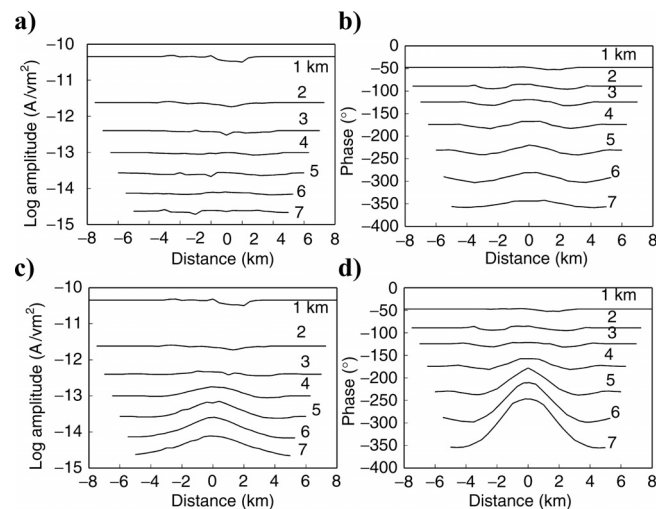 a)
Log amplitude (A/vm²)
−10
−11
−12
−13
−14
−15
1 km
2
3
4
5
6
7
−8 −6 −4 −2 0 2 4 6 8
Distance (km)
b)
Phase (°)
0
−50
−100
−150
−200
−250
−300
−350
−400
1 km
2
3
4
5
6
7
−8 −6 −4 −2 0 2 4 6 8
Distance (km)
c)
Log amplitude (A/vm²)
−10
−11
−12
−13
−14
−15
1 km
2
3
4
5
6
7
−8 −6 −4 −2 0 2 4 6 8
Distance (km)
d)
Phase (°)
0
−50
−100
−150
−200
−250
−300
−350
−400
1 km
2
3
4
5
6
7
−8 −6 −4 −2 0 2 4 6 8
Distance (km)